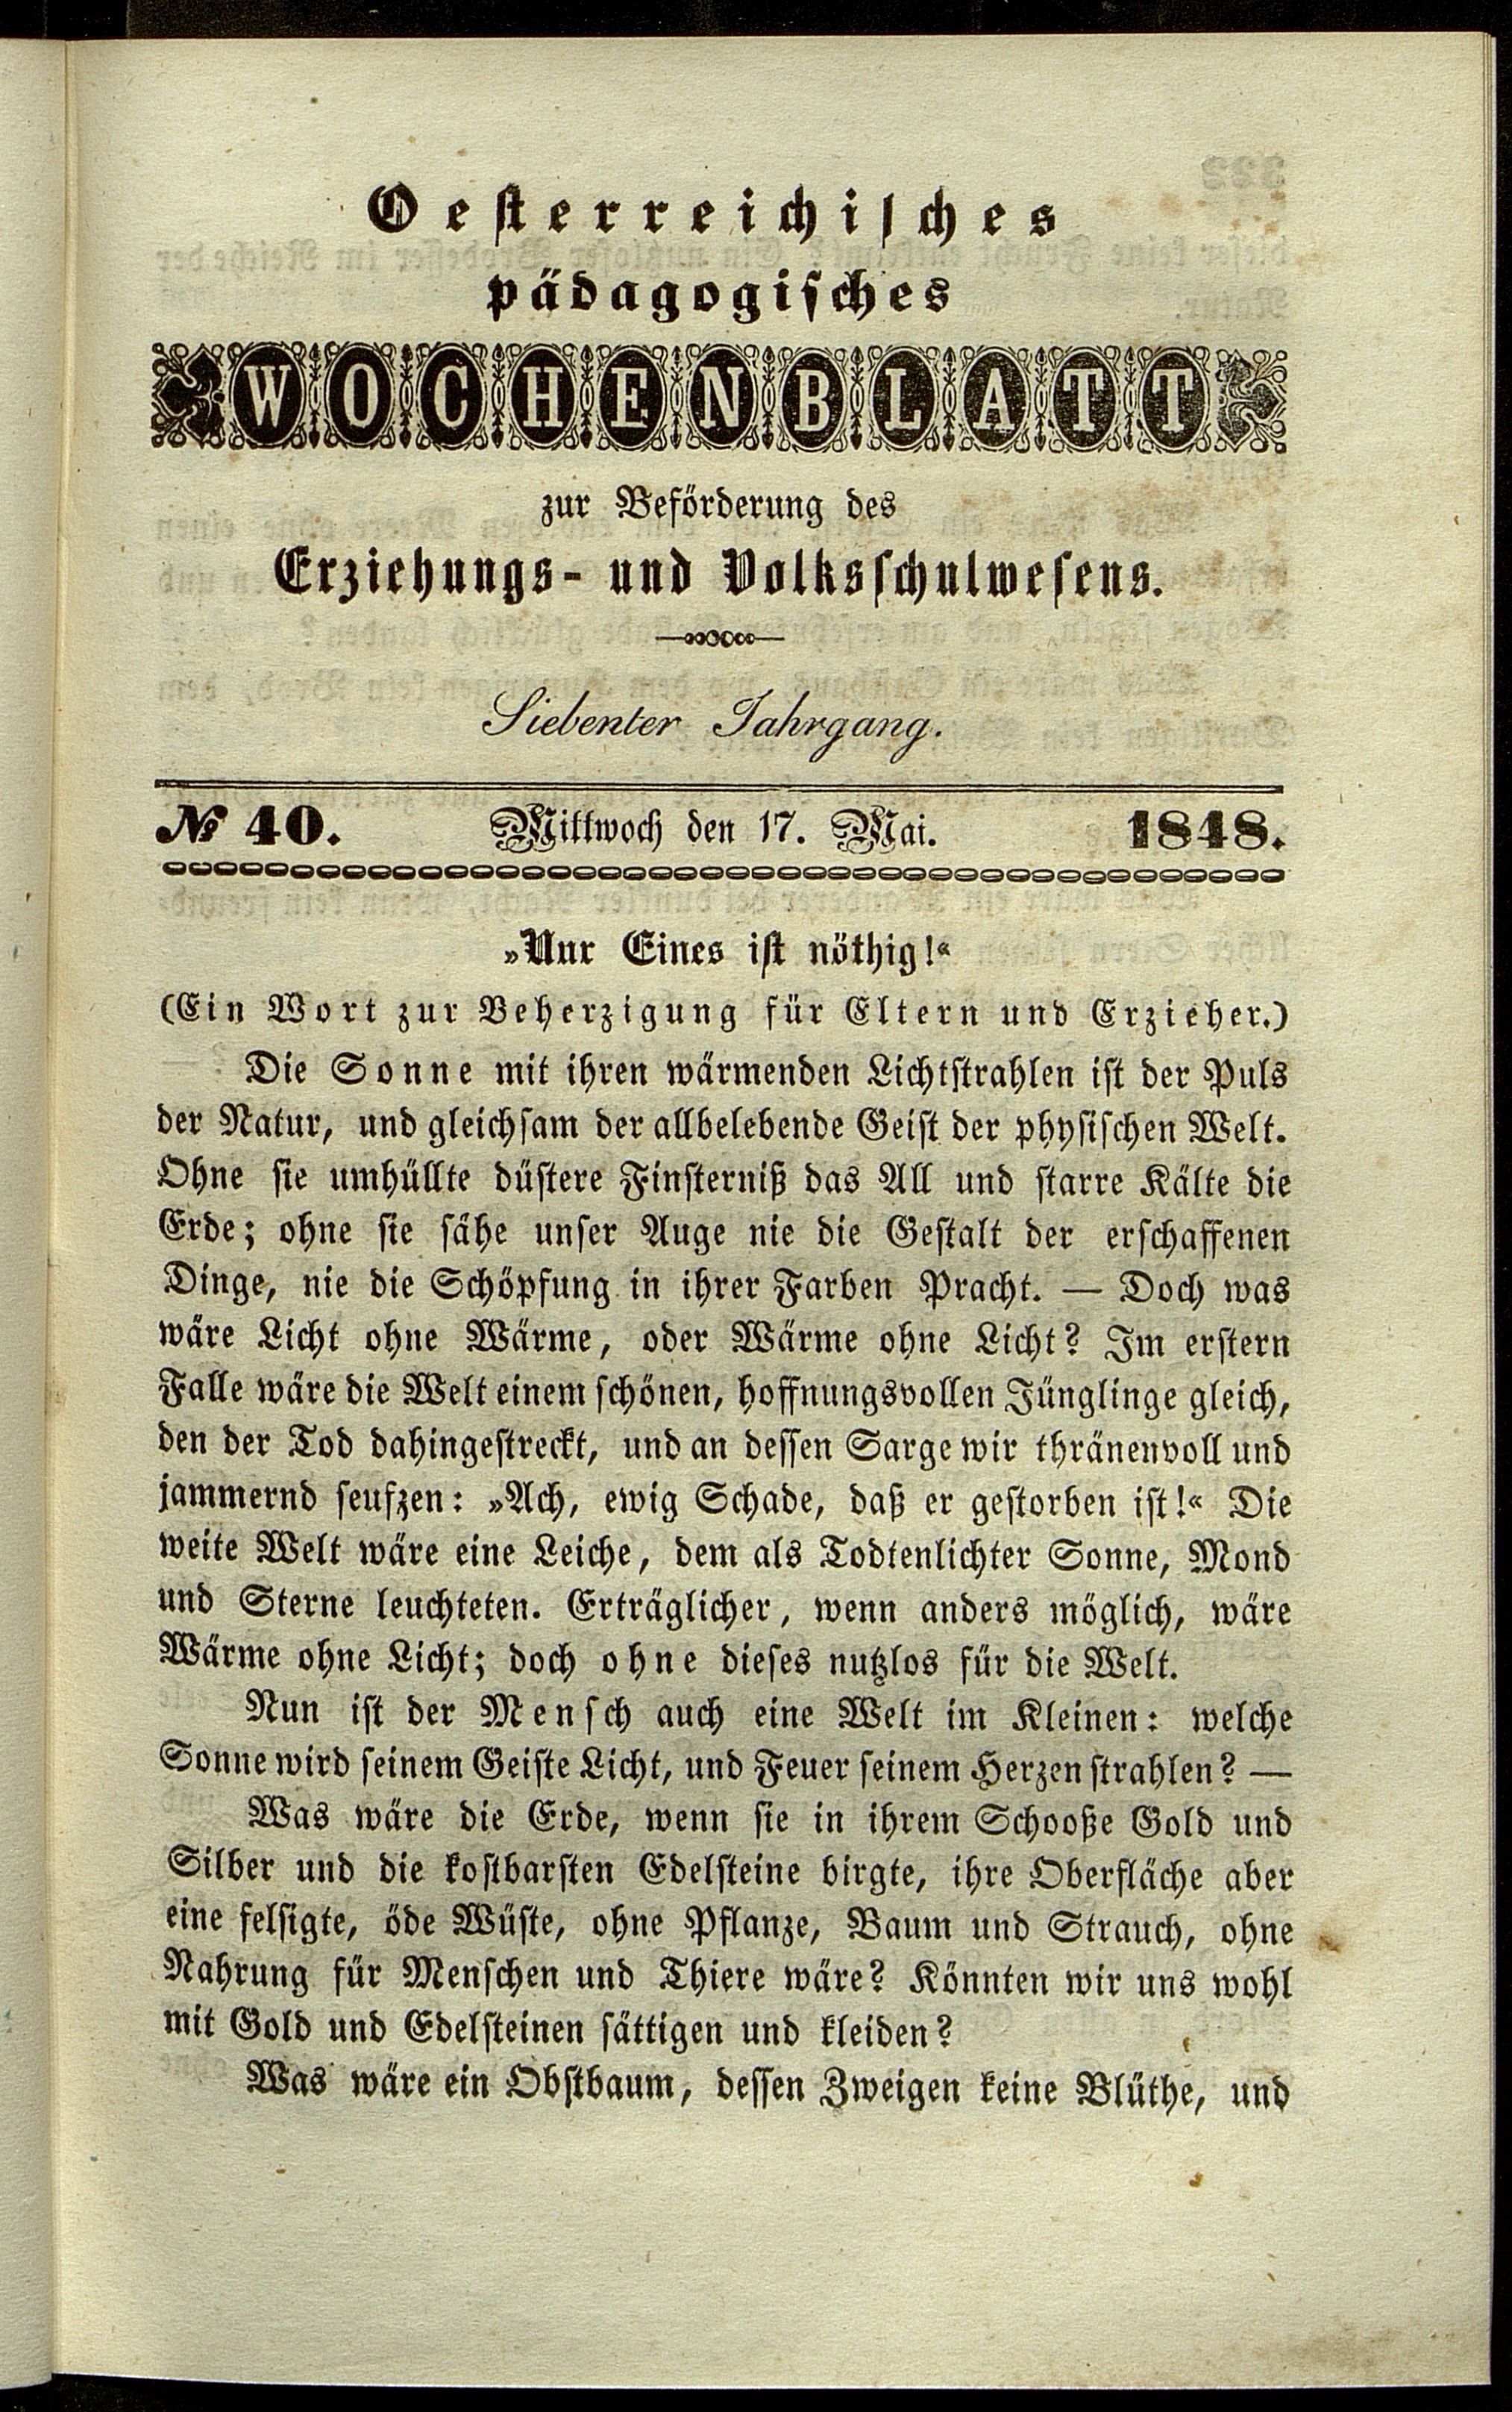 Oesterreichisches
pädagogisches
WOCHENBLATT
zur Beförderung des
Erziehungs- und Volksschulwesens.
Siebenter Jahrgang.
№ 40. Mittwoch den 17. Mai. 1848.
»Nur Eines ist nöthig!«
(Ein Wort zur Beherzigung für Eltern und Erzieher.)
Die Sonne mit ihren wärmenden Lichtstrahlen ist der Puls
der Natur, und gleichsam der allbelebende Geist der physischen Welt.
Ohne sie umhüllte düstere Finsterniß das All und starre Kälte die
Erde; ohne sie sähe unser Auge nie die Gestalt der erschaffenen
Dinge, nie die Schöpfung in ihrer Farben Pracht. — Doch was
wäre Licht ohne Wärme, oder Wärme ohne Licht? Im erstern
Falle wäre die Welt einem schönen, hoffnungsvollen Jünglinge gleich,
den der Tod dahingestreckt, und an dessen Sarge wir thränenvoll und
jammernd seufzen: »Ach, ewig Schade, daß er gestorben ist!« Die
weite Welt wäre eine Leiche, dem als Todtenlichter Sonne, Mond
und Sterne leuchteten. Erträglicher, wenn anders möglich, wäre
Wärme ohne Licht; doch ohne dieses nutzlos für die Welt.
Nun ist der Mensch auch eine Welt im Kleinen: welche
Sonne wird seinem Geiste Licht, und Feuer seinem Herzen strahlen? —
Was wäre die Erde, wenn sie in ihrem Schooße Gold und
Silber und die kostbarsten Edelsteine birgte, ihre Oberfläche aber
eine felsigte, öde Wüste, ohne Pflanze, Baum und Strauch, ohne
Nahrung für Menschen und Thiere wäre? Könnten wir uns wohl
mit Gold und Edelsteinen sättigen und kleiden?
Was wäre ein Obstbaum, dessen Zweigen keine Blüthe, und